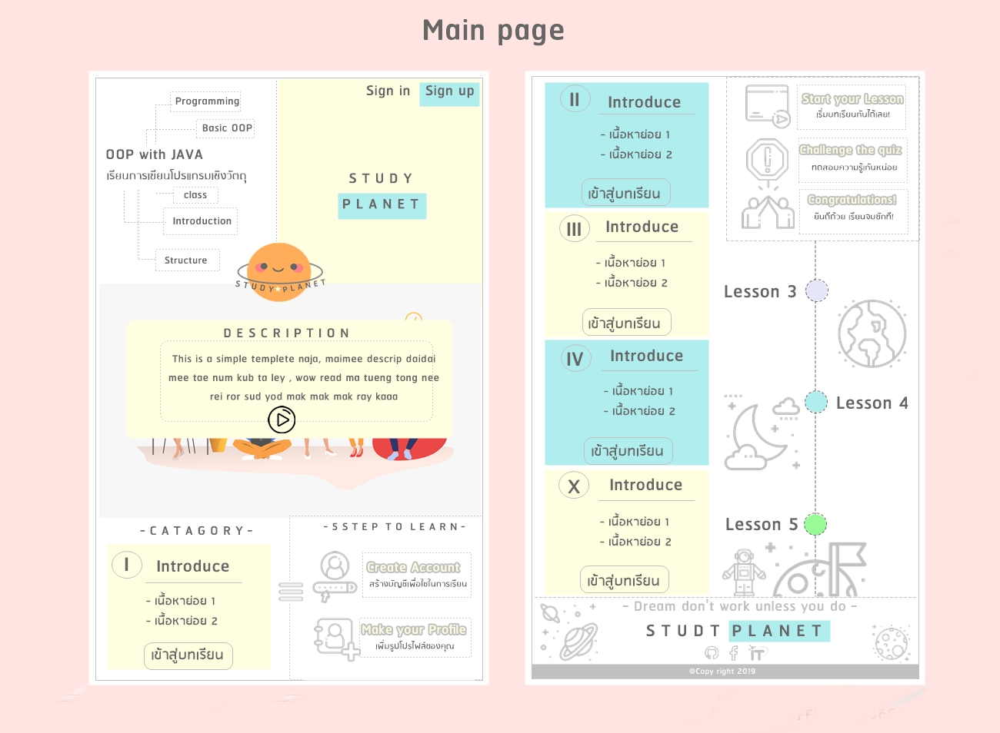 Main page
Sign in
Sign up
Programming
Basic OOP
OOP with JAVA
เรียนการเขียนโปรแกรมเชิงวัตถุ
class
Introduction
Structure
STUDY
PLANET
STUDY★PLANET
DESCRIPTION
This is a simple templete naja, maimee descrip daidai
mee tae num kub ta ley , wow read ma tueng tong nee
rei ror sud yod mak mak mak ray kaaa
-CATAGORY-
I
Introduce
- เนื้อหาย่อย 1
- เนื้อหาย่อย 2
เข้าสู่บทเรียน
-5STEP TO LEARN-
Create Account
สร้างบัญชีเพื่อใช้ในการเรียน
Make your Profile
เพิ่มรูปโปรไฟล์ของคุณ
II
Introduce
- เนื้อหาย่อย 1
- เนื้อหาย่อย 2
เข้าสู่บทเรียน
III
Introduce
- เนื้อหาย่อย 1
- เนื้อหาย่อย 2
เข้าสู่บทเรียน
IV
Introduce
- เนื้อหาย่อย 1
- เนื้อหาย่อย 2
เข้าสู่บทเรียน
X
Introduce
- เนื้อหาย่อย 1
- เนื้อหาย่อย 2
เข้าสู่บทเรียน
Start your Lesson
เริ่มบทเรียนกันได้เลย!
Challenge the quiz
ทดสอบความรู้กันหน่อย
Congratulations!
ยินดีด้วย เรียนจบซักที!
Lesson 3
Lesson 4
Lesson 5
- Dream don't work unless you do -
STUDT PLANET
IT
©Copy right 2019